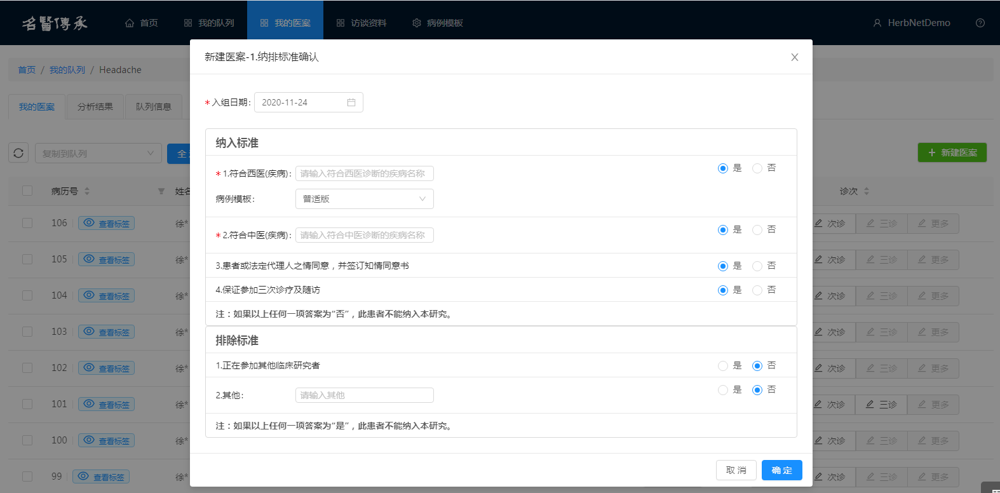 名醫傳承
首页 我的队列 我的医案 访谈资料 病例模板 HerbNetDemo
新建医案-1.纳排标准确认
首页 / 我的队列 / Headache
* 入组日期: 2020-11-24
我的医案 分析结果 队列信息
纳入标准
复制到队列 全
+ 新建医案
* 1.符合西医(疾病): 请输入符合西医诊断的疾病名称 是 否
病历号 姓名 诊次
病例模板: 普适版
106 查看标签 徐* 次诊 三诊 更多
* 2.符合中医(疾病): 请输入符合中医诊断的疾病名称 是 否
105 查看标签 徐* 次诊 三诊 更多
3.患者或法定代理人之情同意，并签订知情同意书 是 否
4.保证参加三次诊疗及随访 是 否
104 查看标签 徐* 次诊 三诊 更多
注：如果以上任何一项答案为“否”，此患者不能纳入本研究。
103 查看标签 徐* 次诊 三诊 更多
排除标准
1.正在参加其他临床研究者 是 否
102 查看标签 徐* 次诊 三诊 更多
2.其他: 请输入其他 是 否
101 查看标签 徐* 次诊 三诊 更多
注：如果以上任何一项答案为“是”，此患者不能纳入本研究。
100 查看标签 徐* 次诊 三诊 更多
取 消 确 定
99 查看标签 徐* 次诊 三诊 更多